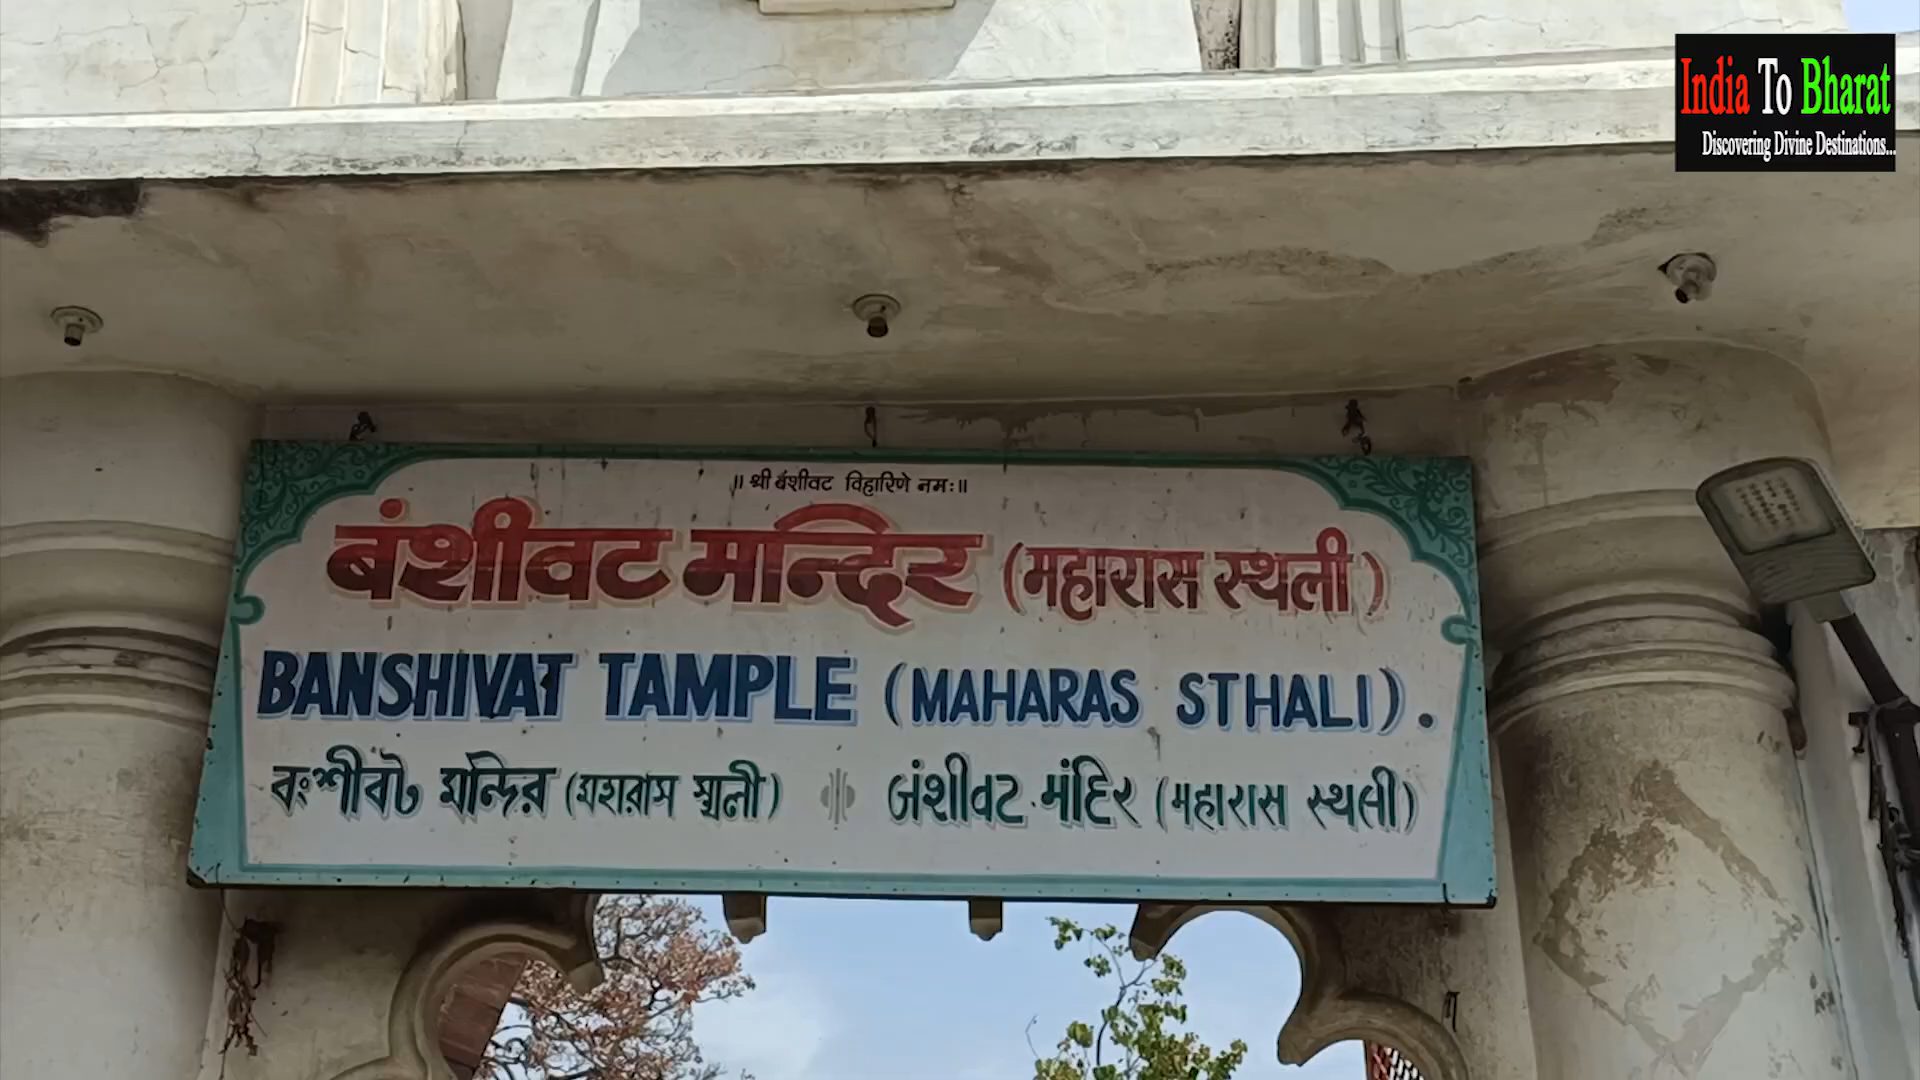 India To Bharat
Discovering Divine Destinations...
॥ श्री बंशीवट विहारिणे नमः॥
बंशीवट मन्दिर (महारास स्थली)
BANSHIVAT TAMPLE (MAHARAS STHALI).
বংশীবট মন্দির (মহারাস স্থলী) બંશીવટ મંદિર (મહારાસ સ્થલી)